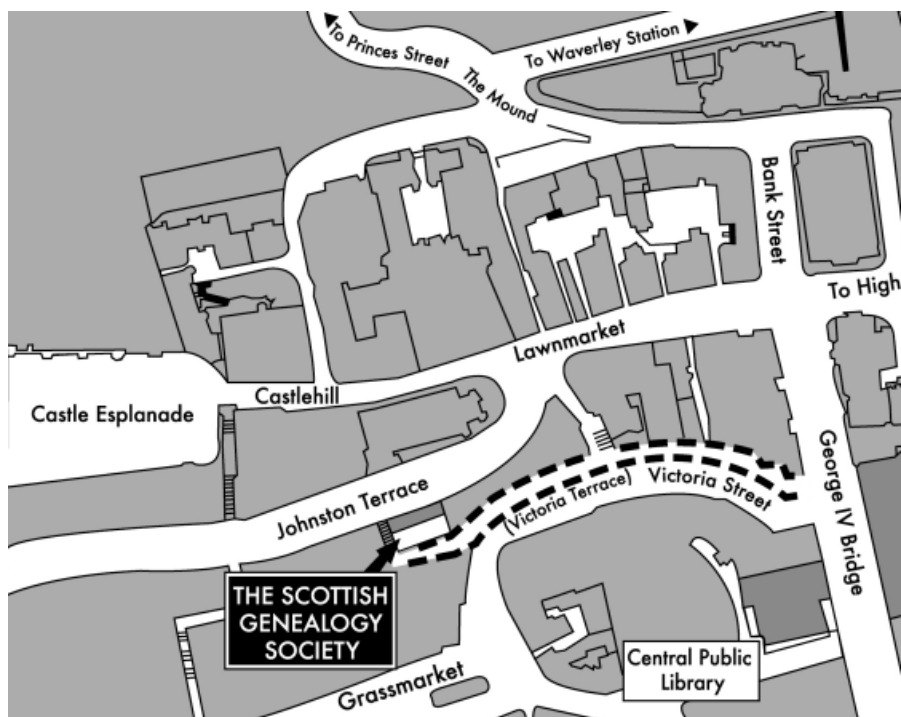 To Princes Street
To Waverley Station
The Mound
Bank Street
To High
Lawnmarket
Castlehill
Castle Esplanade
George IV Bridge
Johnston Terrace
(Victoria Terrace)
Victoria Street
THE SCOTTISH
GENEALOGY
SOCIETY
Central Public
Library
Grassmarket